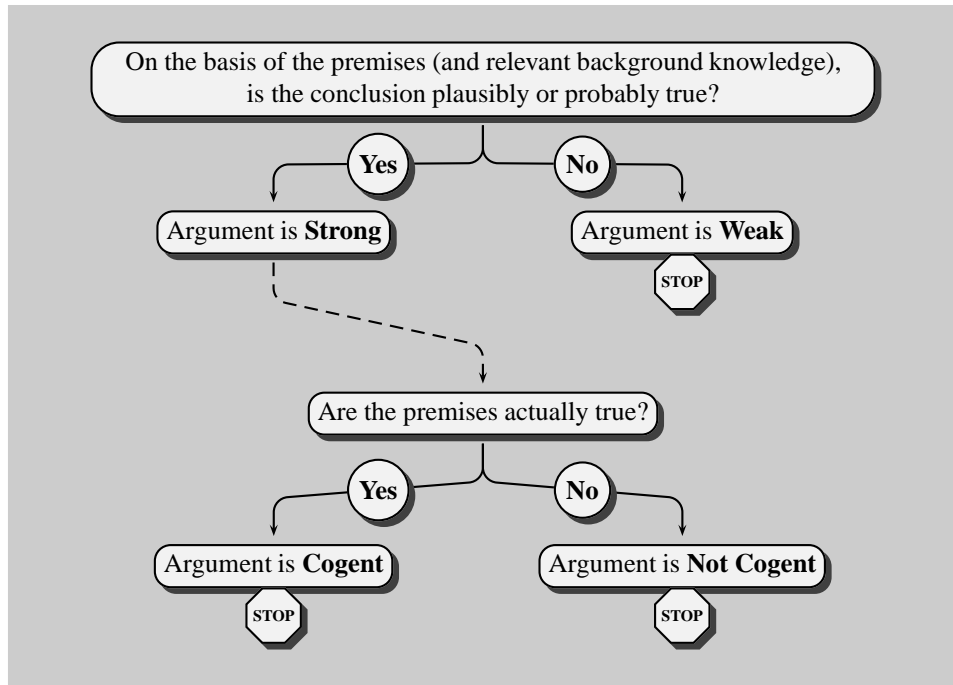 On the basis of the premises (and relevant background knowledge),
is the conclusion plausibly or probably true?
Yes
No
Argument is Strong
Argument is Weak
STOP
Are the premises actually true?
Yes
No
Argument is Cogent
Argument is Not Cogent
STOP
STOP